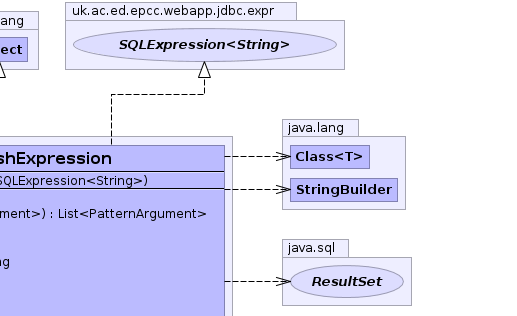 uk.ac.ed.epcc.webapp.jdbc.expr
ang
SQLExpression<String>
ect
java.lang
shExpression
Class<T>
SQLExpression<String>)
StringBuilder
ment>) : List<PatternArgument>
java.sql
ng
ResultSet